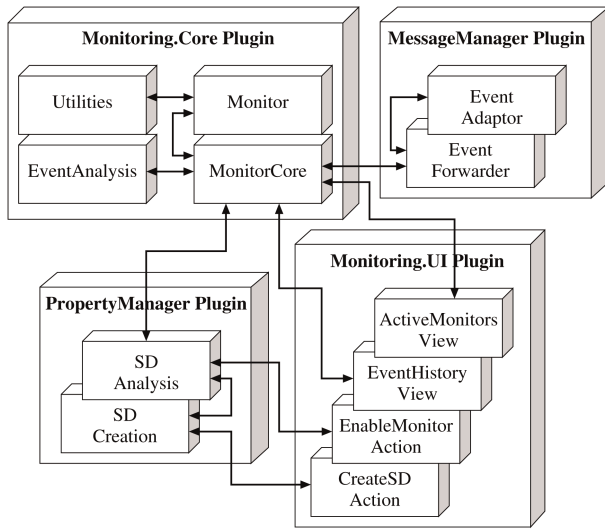 Monitoring.Core Plugin
Utilities
Monitor
EventAnalysis
MonitorCore
MessageManager Plugin
Event
Adaptor
Event
Forwarder
PropertyManager Plugin
SD
Analysis
SD
Creation
Monitoring.UI Plugin
ActiveMonitors
View
EventHistory
View
EnableMonitor
Action
CreateSD
Action